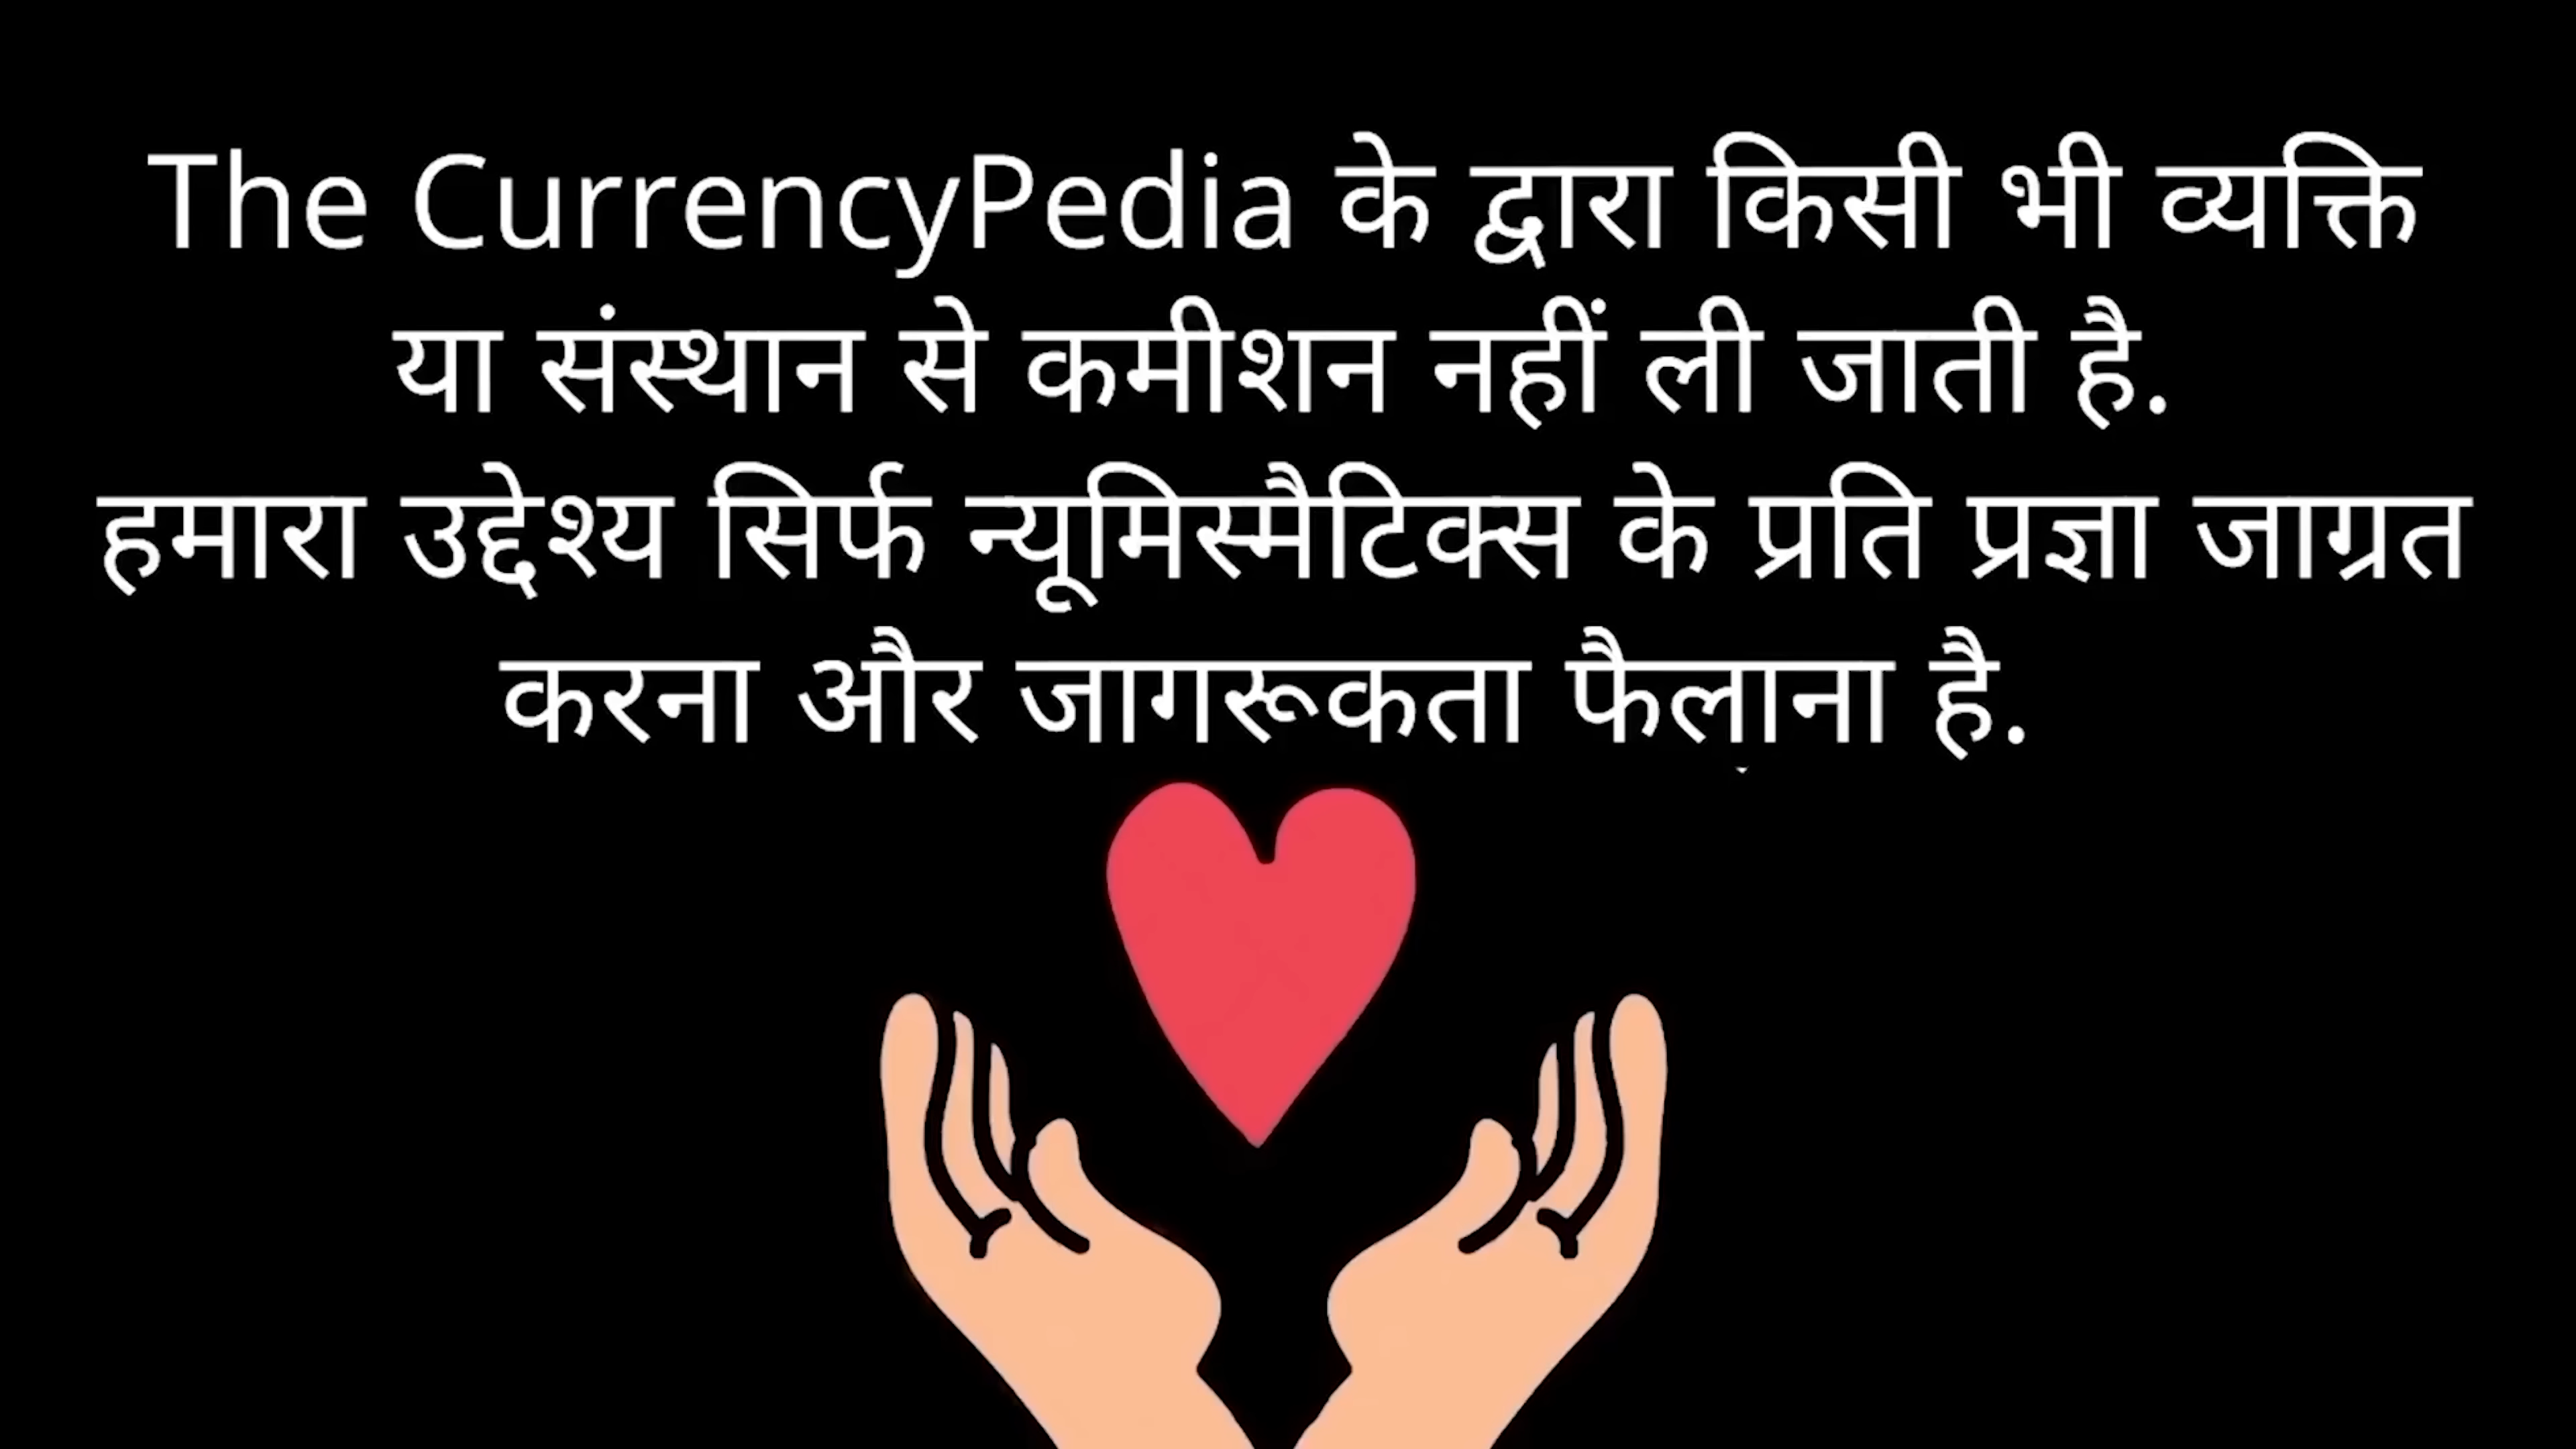 The CurrencyPedia के द्वारा किसी भी व्यक्ति
या संस्थान से कमीशन नहीं ली जाती है.
हमारा उद्देश्य सिर्फ न्यूमिस्मैटिक्स के प्रति प्रज्ञा जाग्रत
करना और जागरूकता फैलाना है.